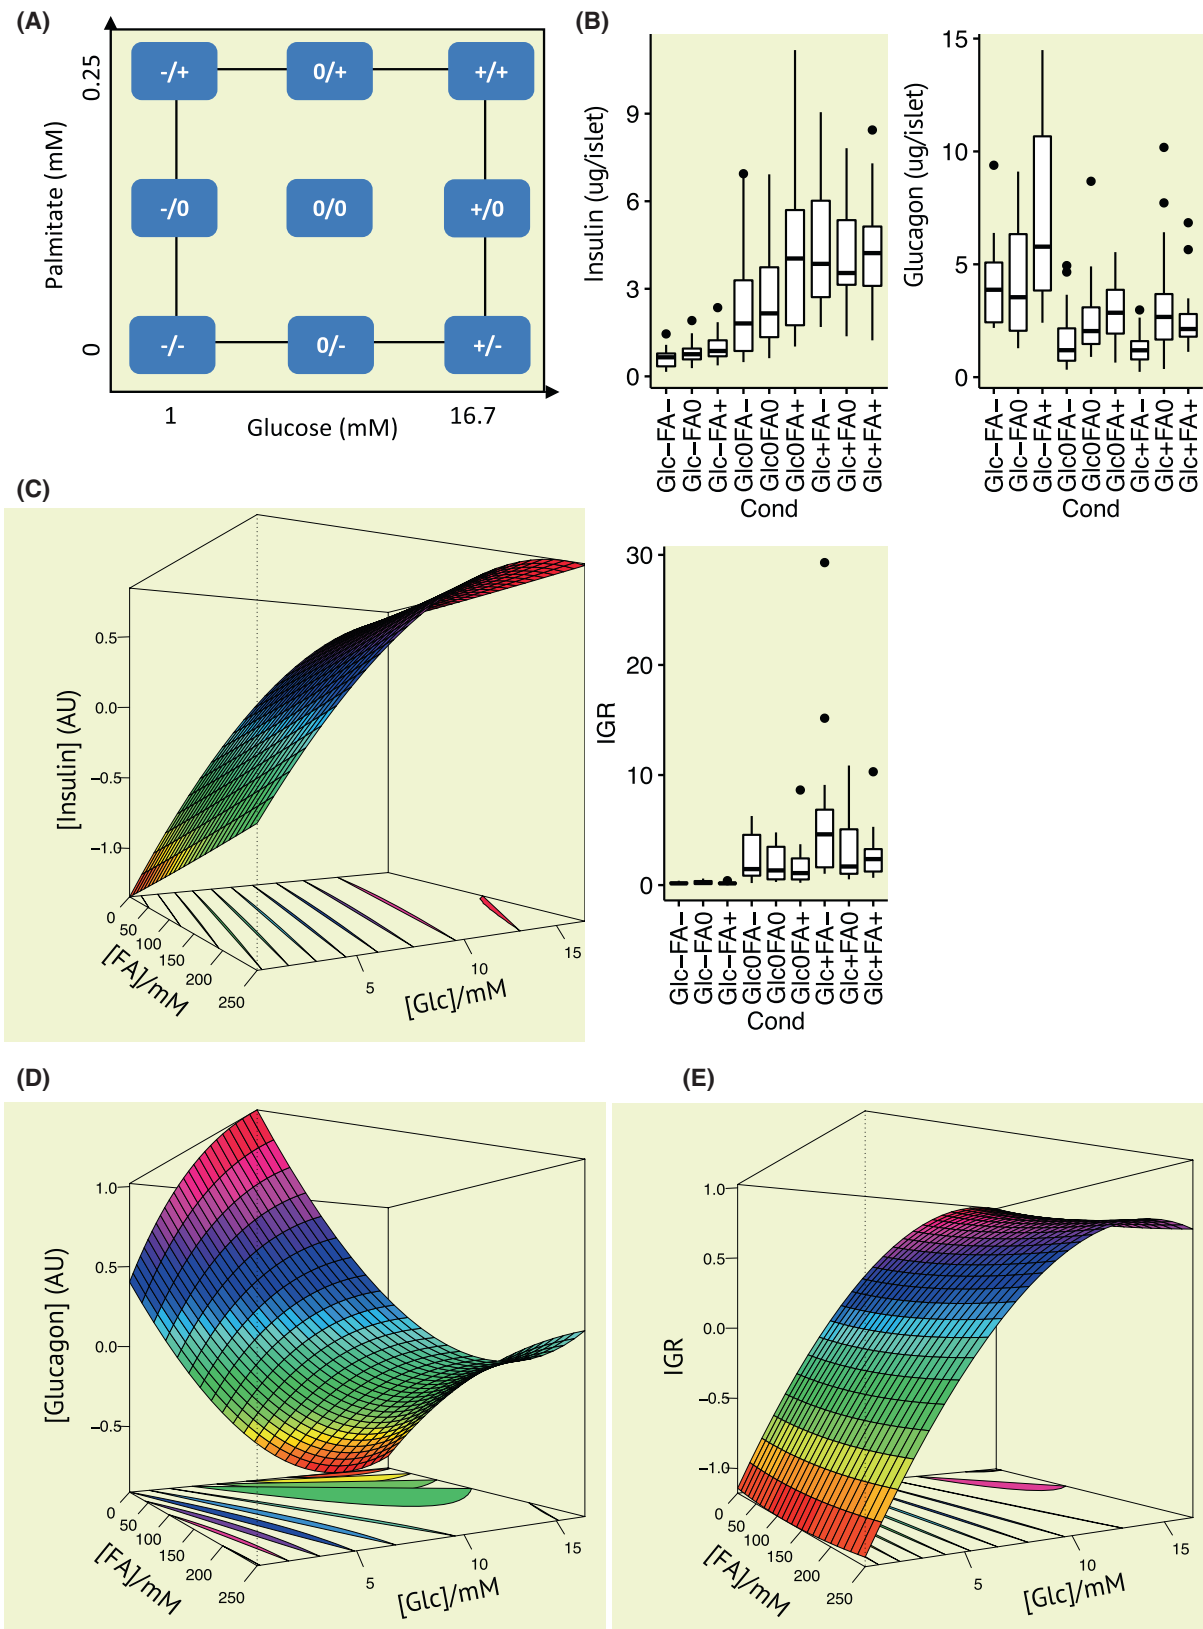 (A)
Palmitate (mM)
0.25
0
-/+
0/+
+/+
-/0
0/0
+/0
-/-
0/-
+/-
1
16.7
Glucose (mM)
(B)
Insulin (ug/islet)
9
6
3
0
Glc−FA−
Glc−FA0
Glc−FA+
Glc0FA−
Glc0FA0
Glc0FA+
Glc+FA−
Glc+FA0
Glc+FA+
Cond
Glucagon (ug/islet)
15
10
5
0
Glc−FA−
Glc−FA0
Glc−FA+
Glc0FA−
Glc0FA0
Glc0FA+
Glc+FA−
Glc+FA0
Glc+FA+
Cond
IGR
30
20
10
0
Glc−FA−
Glc−FA0
Glc−FA+
Glc0FA−
Glc0FA0
Glc0FA+
Glc+FA−
Glc+FA0
Glc+FA+
Cond
(C)
[Insulin] (AU)
0.5
0.0
−0.5
−1.0
0
50
100
150
200
250
[FA]/mM
5
10
15
[Glc]/mM
(D)
[Glucagon] (AU)
1.0
0.5
0.0
−0.5
0
50
100
150
200
250
[FA]/mM
5
10
15
[Glc]/mM
(E)
IGR
1.0
0.5
0.0
−0.5
−1.0
0
50
100
150
200
250
[FA]/mM
5
10
15
[Glc]/mM